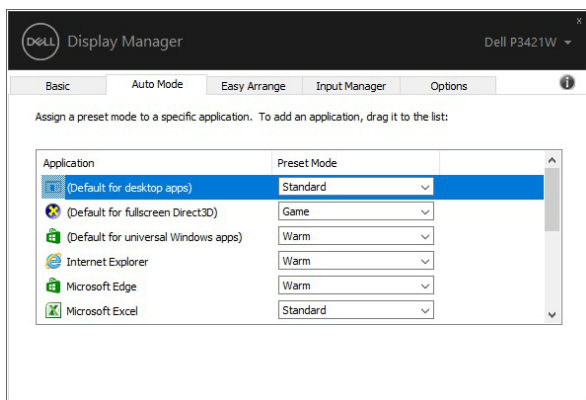 x
DELL Display Manager Dell P3421W
Basic Auto Mode Easy Arrange Input Manager Options i
Assign a preset mode to a specific application. To add an application, drag it to the list:
Application Preset Mode
(Default for desktop apps) Standard
(Default for fullscreen Direct3D) Game
(Default for universal Windows apps) Warm
Internet Explorer Warm
Microsoft Edge Warm
Microsoft Excel Standard